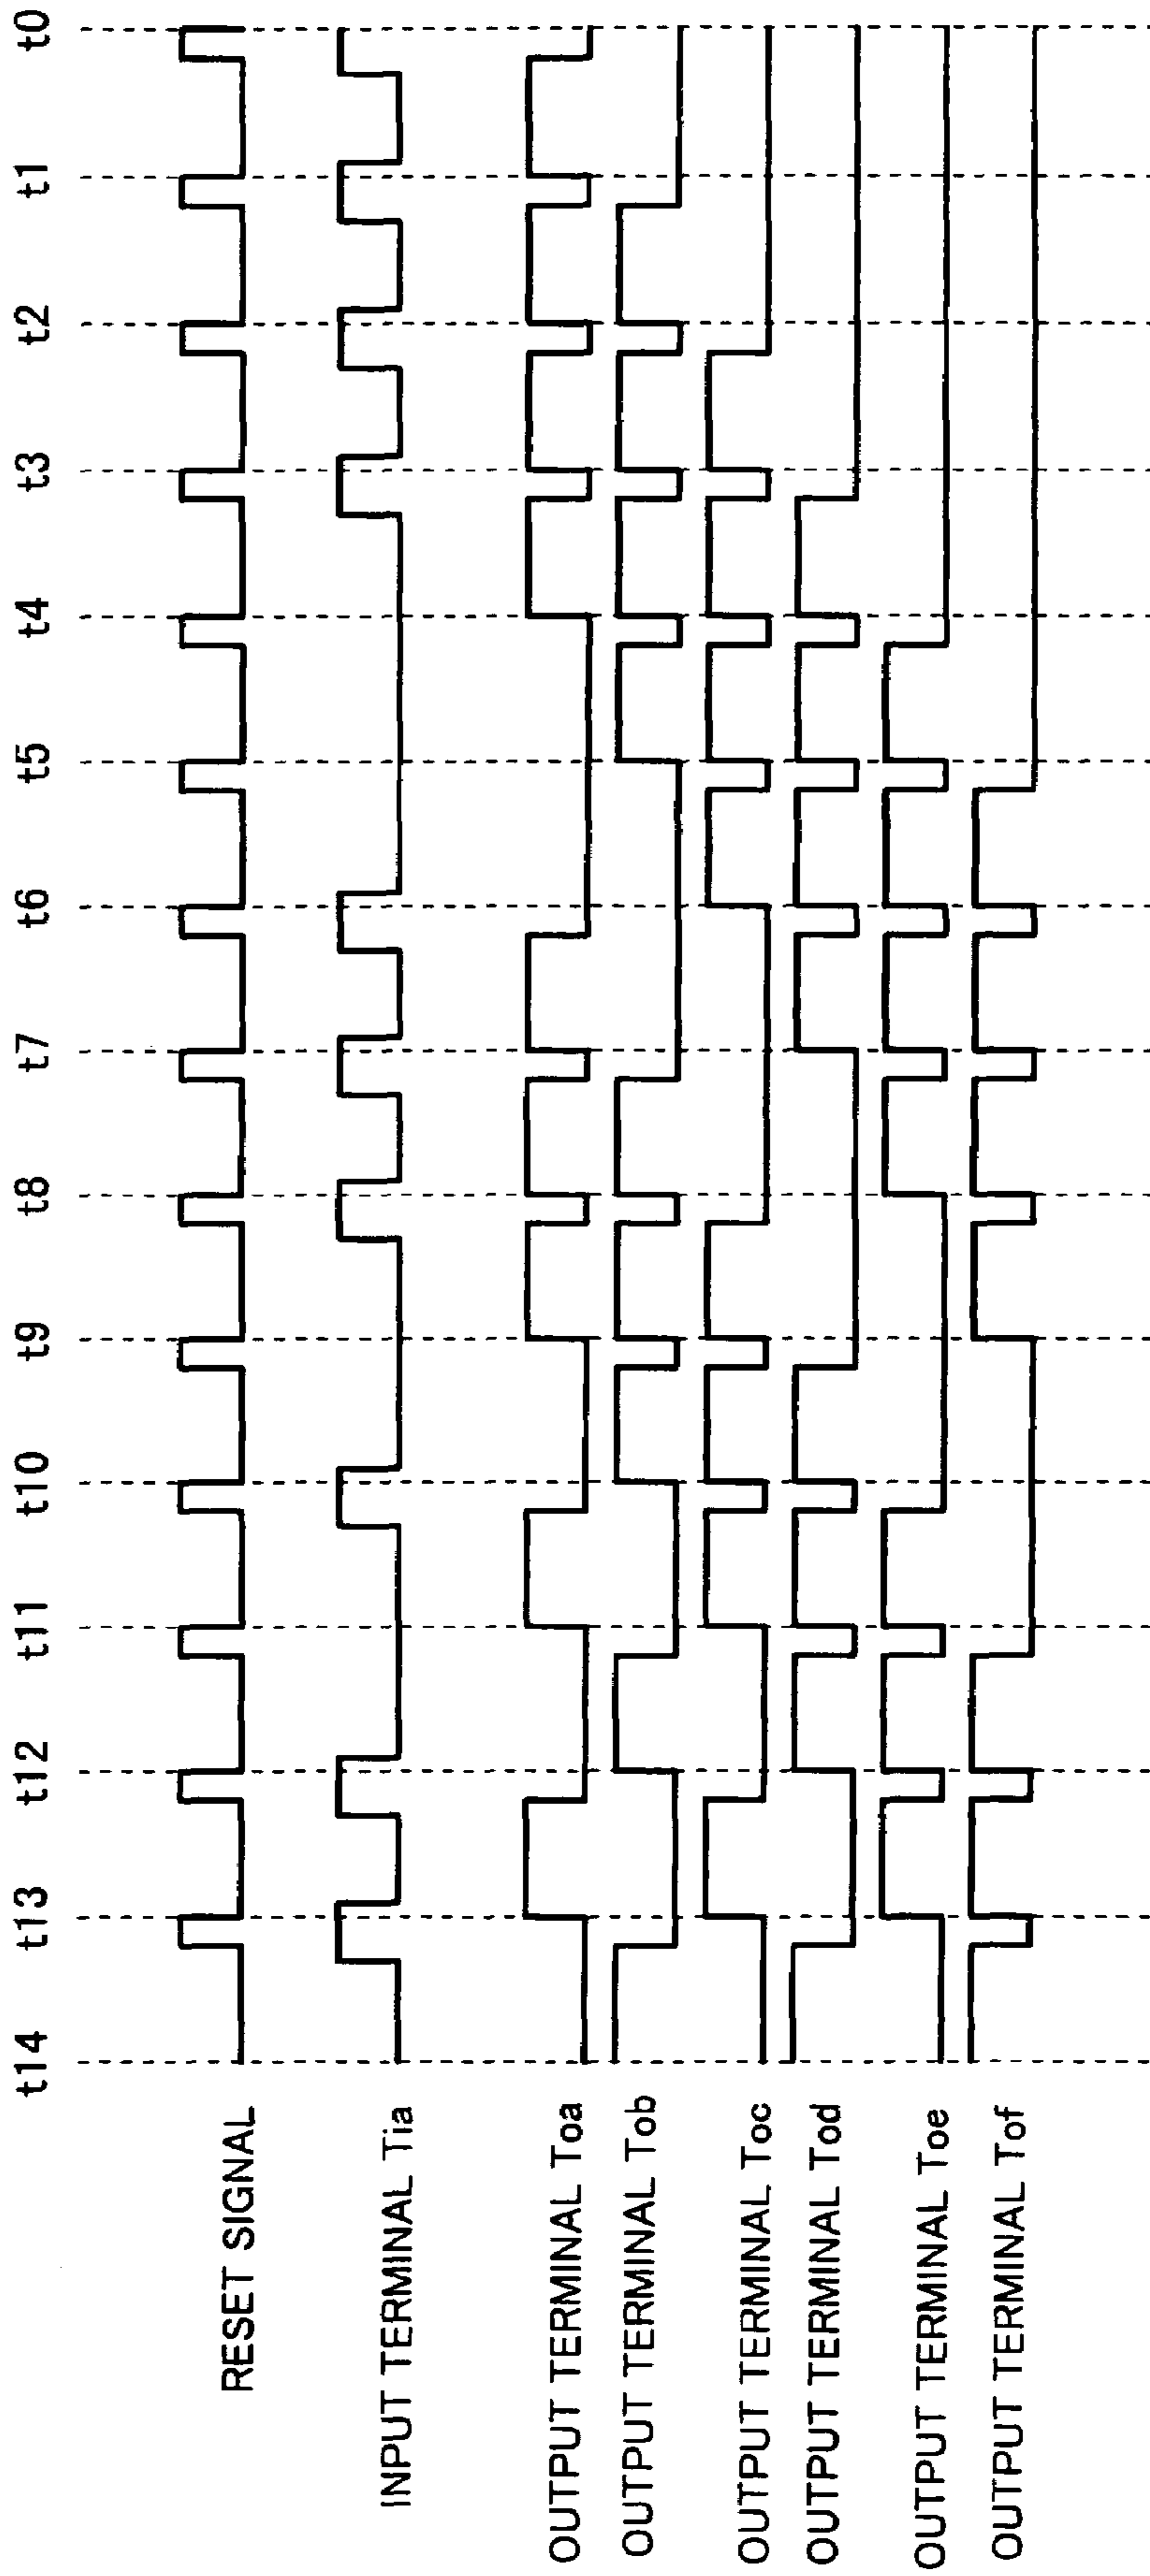 t14 t13 t12 t11 t10 t9 t8 t7 t6 t5 t4 t3 t2 t1 t0
RESET SIGNAL
INPUT TERMINAL Tia
OUTPUT TERMINAL Toa
OUTPUT TERMINAL Tob
OUTPUT TERMINAL Toc
OUTPUT TERMINAL Tod
OUTPUT TERMINAL Toe
OUTPUT TERMINAL Tof